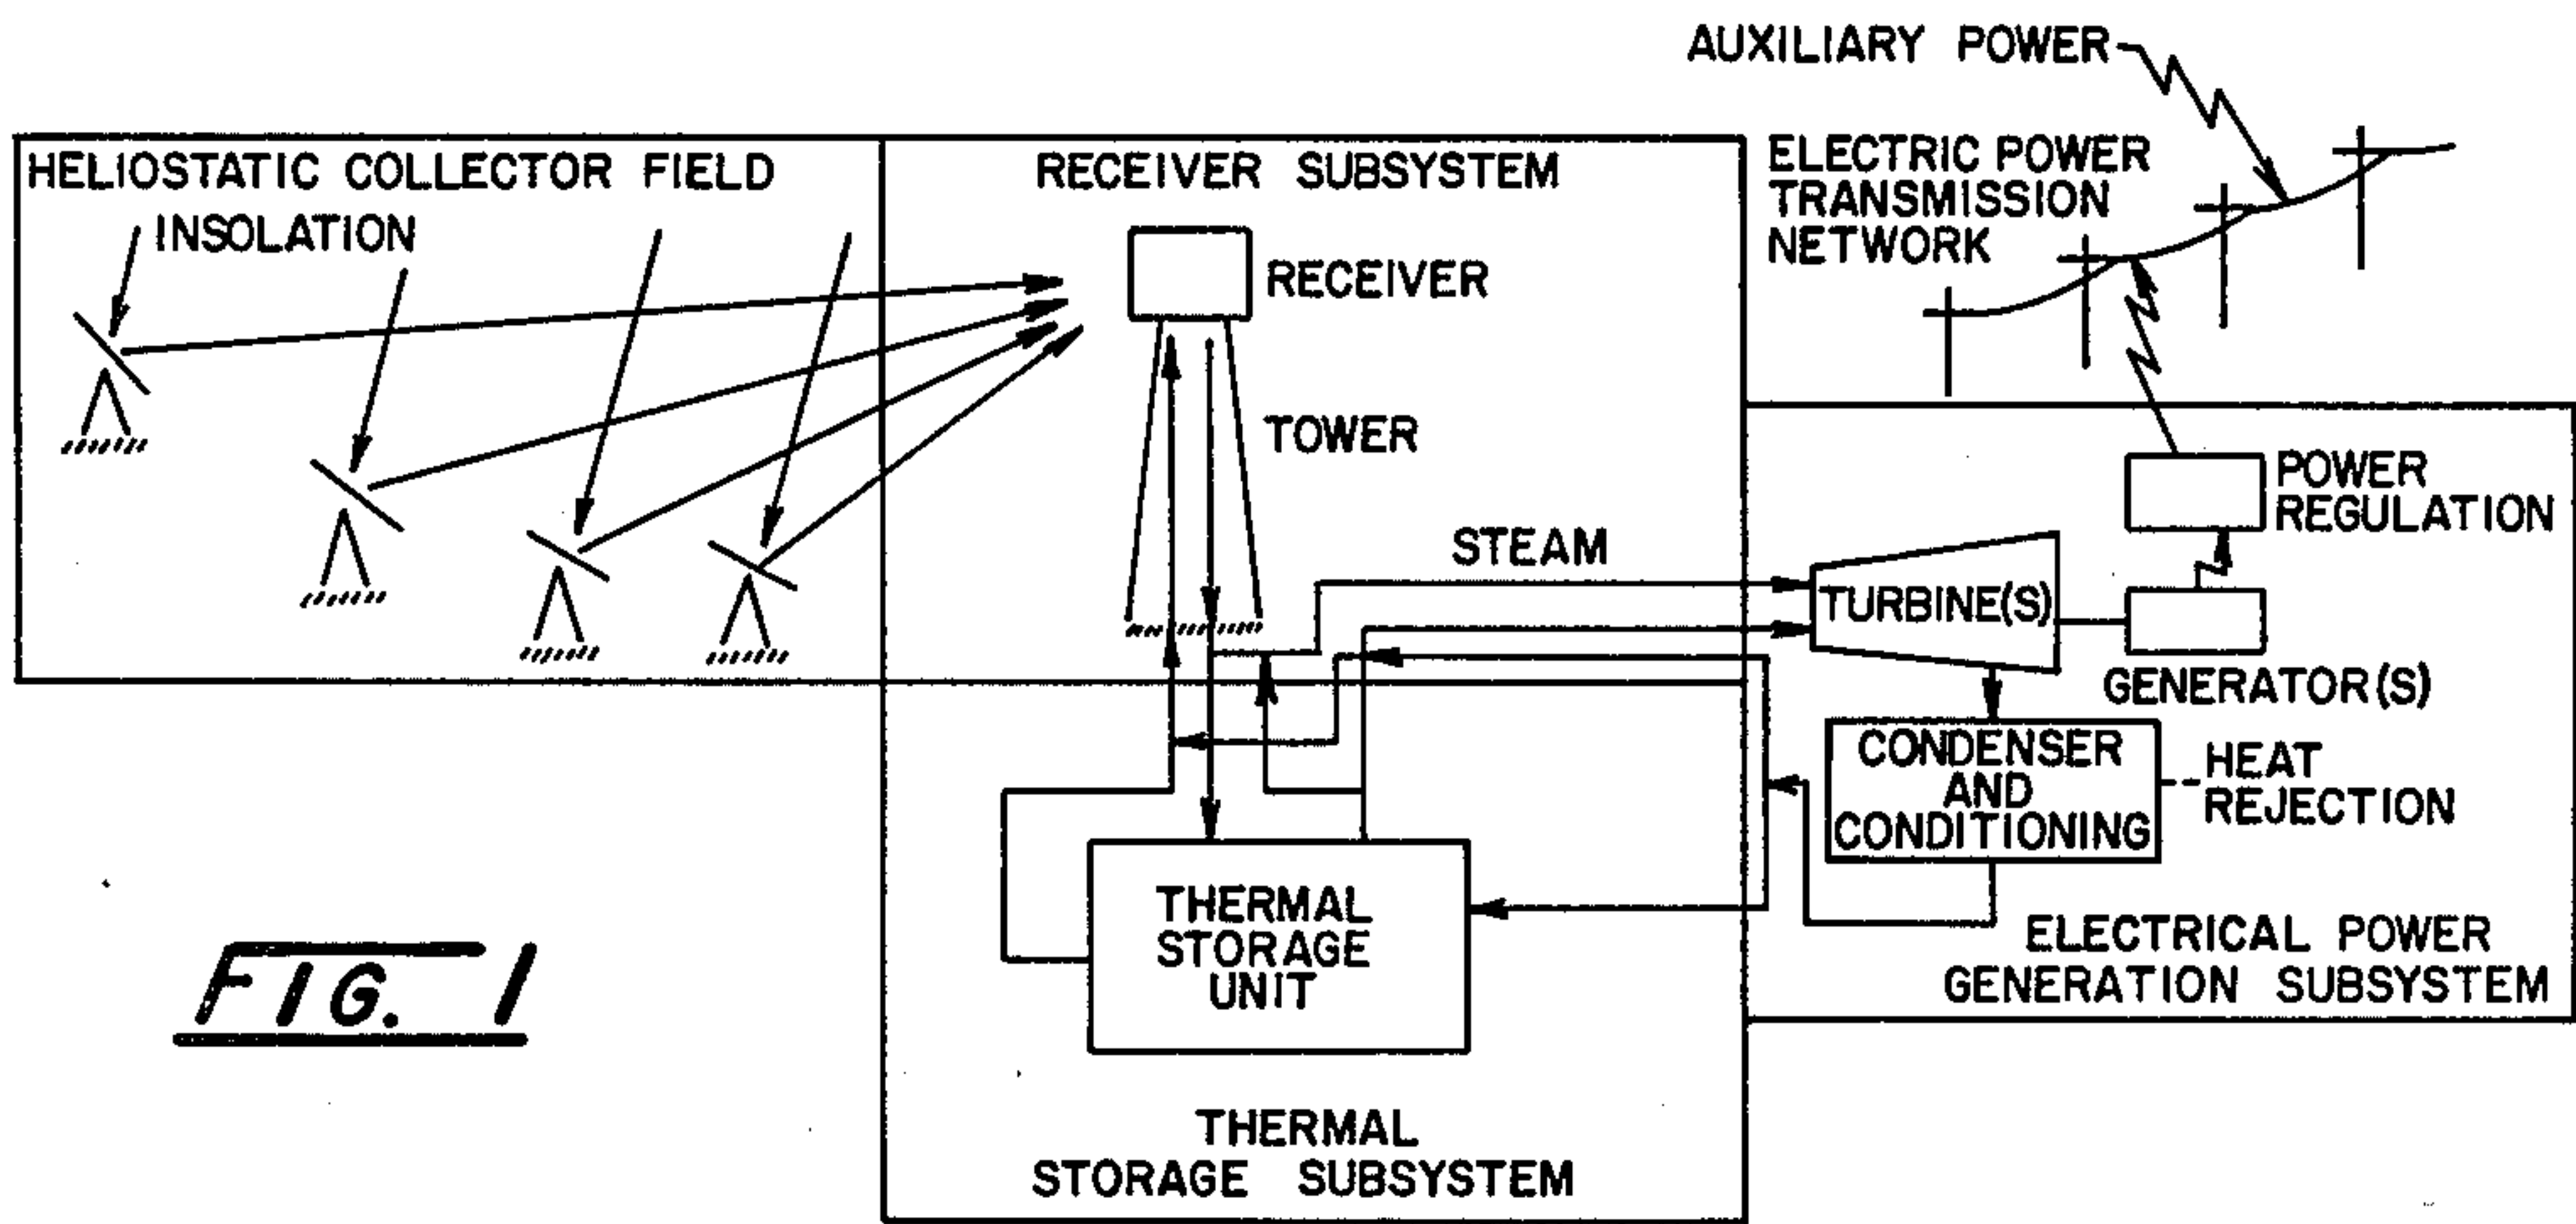 AUXILIARY POWER
HELIOSTATIC COLLECTOR FIELD
INSOLATION
RECEIVER SUBSYSTEM
RECEIVER
TOWER
ELECTRIC POWER
TRANSMISSION
NETWORK
POWER
REGULATION
STEAM
TURBINE(S)
GENERATOR(S)
CONDENSER
AND
CONDITIONING
HEAT
REJECTION
ELECTRICAL POWER
GENERATION SUBSYSTEM
THERMAL
STORAGE
UNIT
THERMAL
STORAGE SUBSYSTEM
FIG. 1